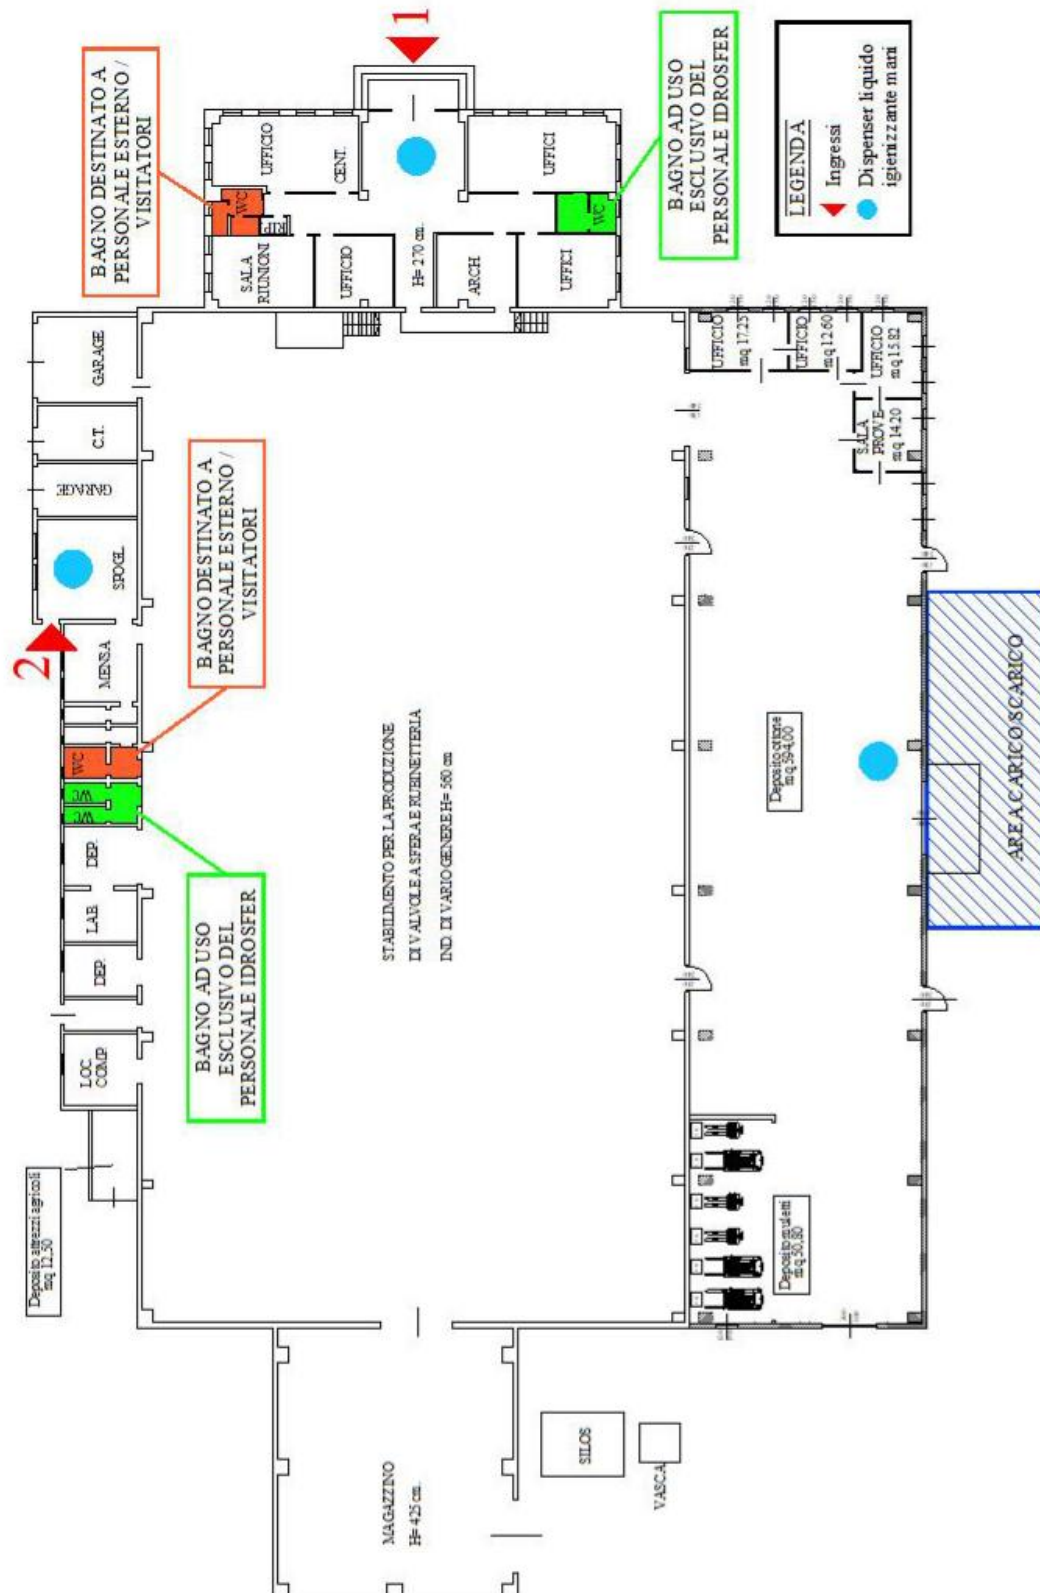 1
BAGNO DESTINATO A
PERSONALE ESTERNO /
VISITATORI
BAGNO AD USO
ESCLUSIVO DEL
PERSONALE IDROSFER
LEGENDA
Ingressi
Dispenser liquido
igienizzante mani
UFFICIO
CENT.
UFFICI
WC
RIP.
WC
SALA
RIUNIONI
UFFICIO
H= 270 cm.
ARCH
UFFICI
GARAGE
C.T.
GARAGE
SPOGL.
2
MENSA
WC
WC
WC
DEP.
LAB.
DEP.
LOC.
COMP.
BAGNO DESTINATO A
PERSONALE ESTERNO /
VISITATORI
BAGNO AD USO
ESCLUSIVO DEL
PERSONALE IDROSFER
Deposito attrezzi agricoli
mq 12,50
UFFICIO
mq 17.25
UFFICIO
mq 12.60
UFFICIO
mq 15.82
SALA
PROVE
mq 14.20
STABILIMENTO PER LA PRODUZIONE
DI VALVOLE A SFERA E RUBINETTERIA
IND. DI VARIO GENERE H= 560 cm
Deposito ottone
mq 594,00
AREA CARICO SCARICO
Deposito muletti
mq 50,80
MAGAZZINO
H= 425 cm.
SILOS
VASCA